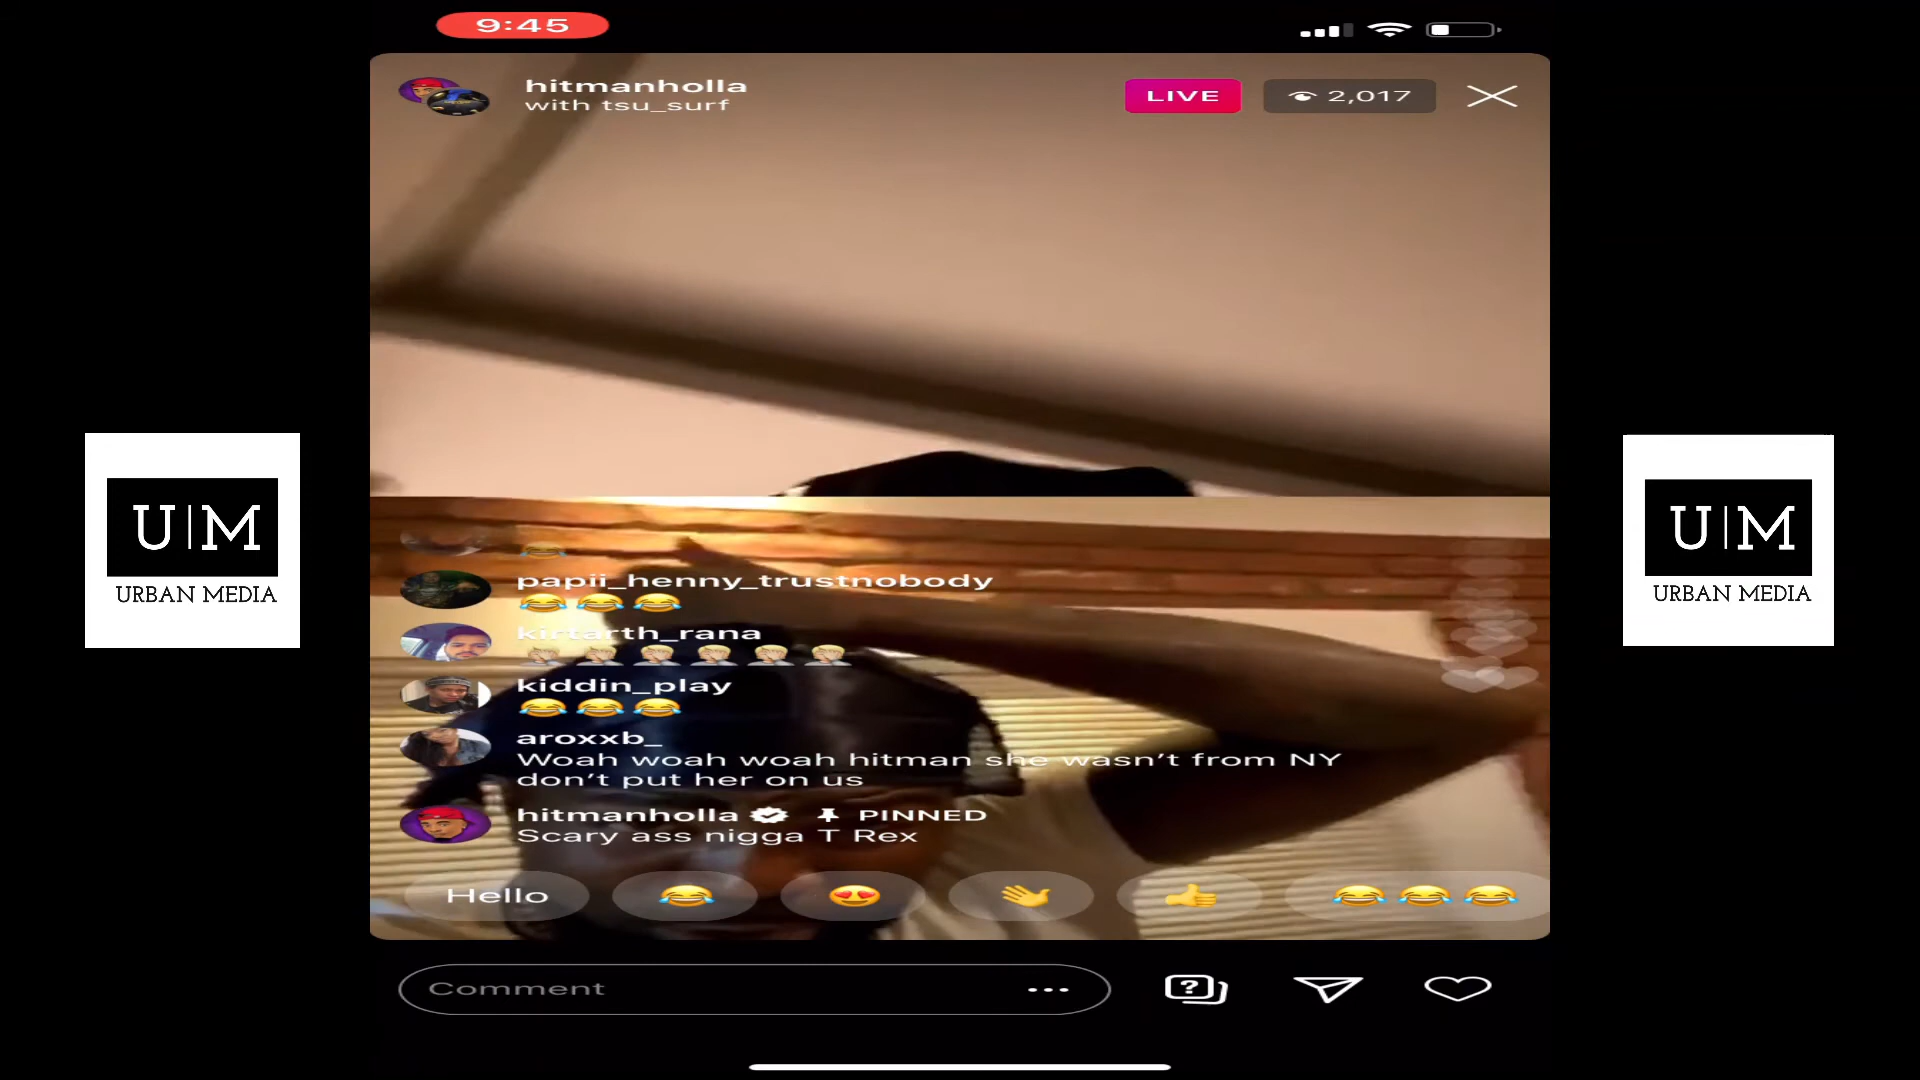 9:45
hitmanholla
with tsu_surf
LIVE
2,017
papii_henny_trustnobody
😂😂😂
kirtarth_rana
🤦🏼🤦🏼🤦🏼🤦🏼🤦🏼🤦🏼
kiddin_play
😂😂😂
aroxxb_
Woah woah woah hitman she wasn't from NY
don't put her on us
hitmanholla PINNED
Scary ass nigga T Rex
Hello 😂 😍 👋 👍 😂😂😂
Comment
U|M
URBAN MEDIA
U|M
URBAN MEDIA